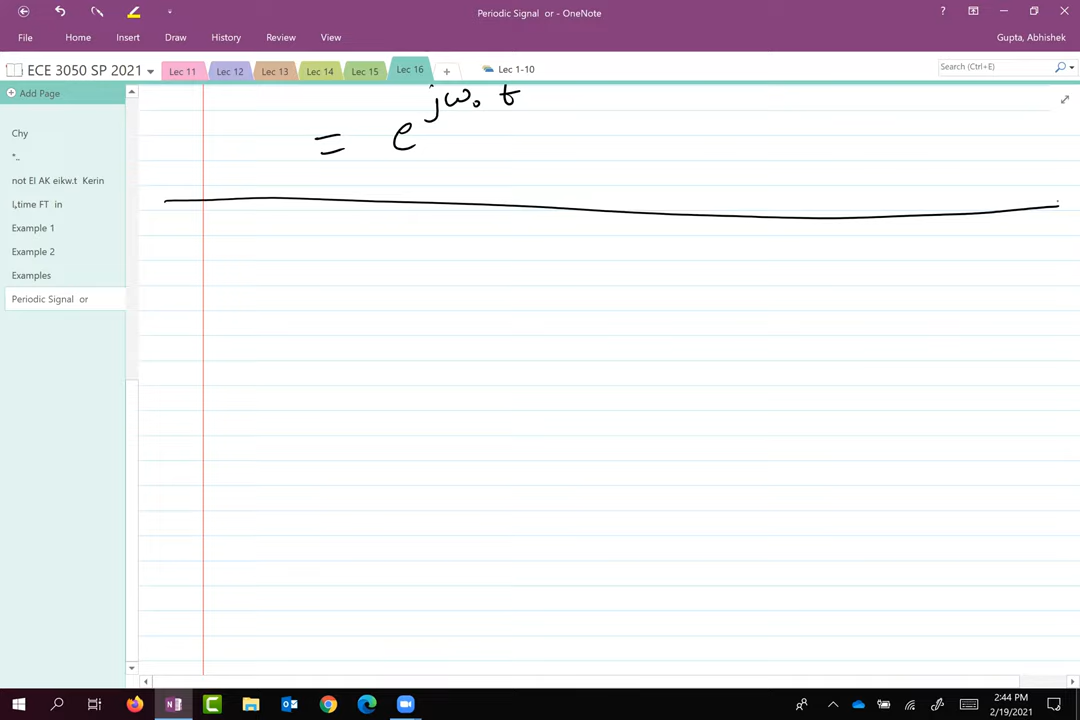 Periodic Signal or - OneNote
File Home Insert Draw History Review View
Gupta, Abhishek
ECE 3050 SP 2021
Lec 11 Lec 12 Lec 13 Lec 14 Lec 15 Lec 16 + Lec 1-10
Search (Ctrl+E)
Add Page
Chy
*_
not EI AK eikw.t Kerin
I,time FT in
Example 1
Example 2
Examples
Periodic Signal or
= e^{jω₀ t}
2:44 PM
2/19/2021